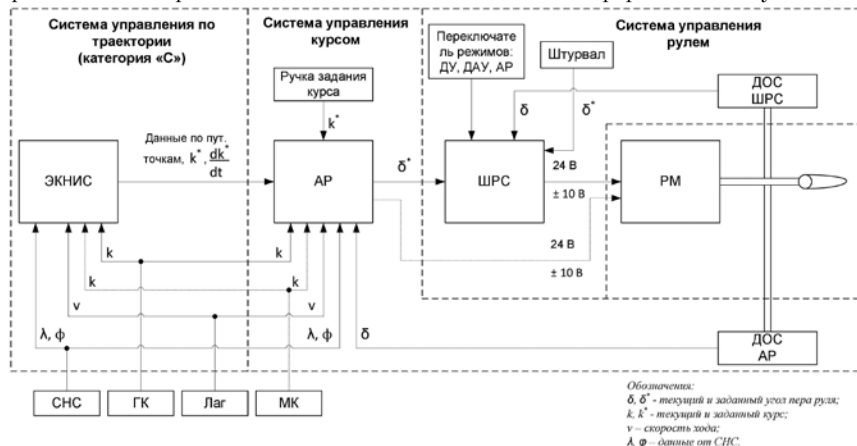 Система управления по
траектории
(категория «С»)
Система управления
курсом
Система управления
рулем
Ручка задания
курса
k*
Переключате
ль режимов:
ДУ, ДАУ, АР
Штурвал
ДОС
ШРС
δ
δ*
Данные по пут.
точкам, k*, dk*
dt
ЭКНИС
АР
δ*
ШРС
24 В
± 10 В
РМ
24 В
± 10 В
k
k
k
k
v
v
λ, φ
λ, φ
δ
ДОС
АР
СНС
ГК
Лаг
МК
Обозначения:
δ, δ* - текущий и заданный угол пера руля;
k, k* - текущий и заданный курс;
v – скорость хода;
λ, φ – данные от СНС.